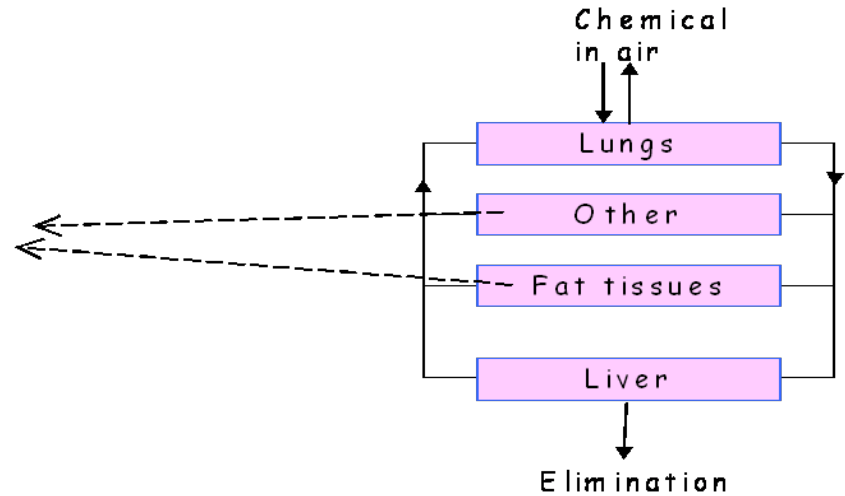 Chemical
in air
Lungs
Other
Fat tissues
Liver
Elimination